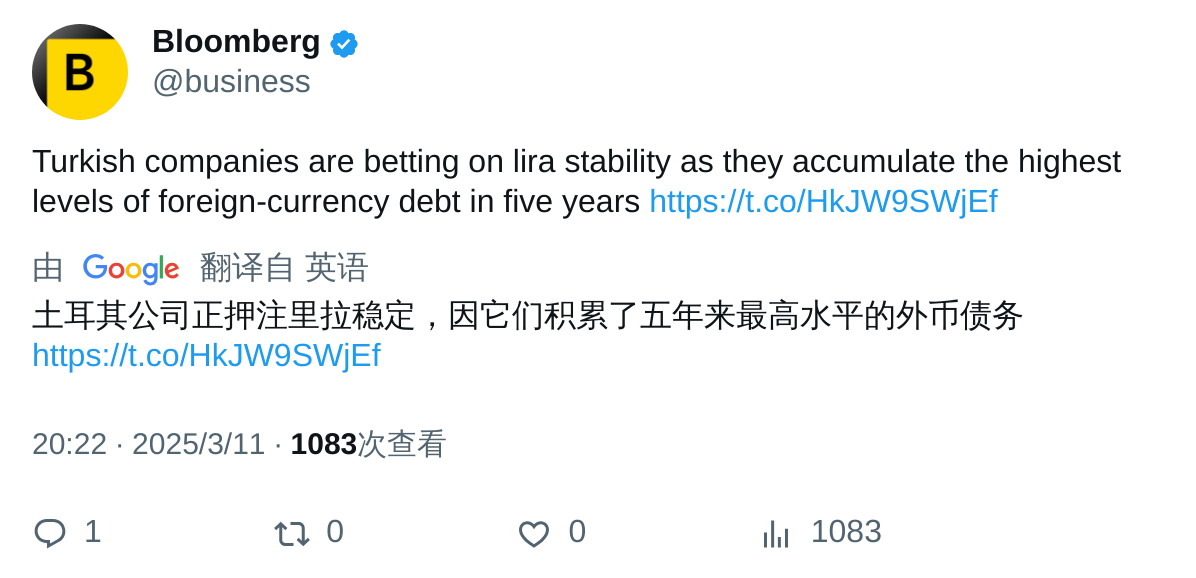 B
Bloomberg
@business
Turkish companies are betting on lira stability as they accumulate the highest
levels of foreign-currency debt in five years https://t.co/HkJW9SWjEf
由 Google 翻译自 英语
土耳其公司正押注里拉稳定，因它们积累了五年来最高水平的外币债务
https://t.co/HkJW9SWjEf
20:22 · 2025/3/11 · 1083次查看
1 0 0 1083